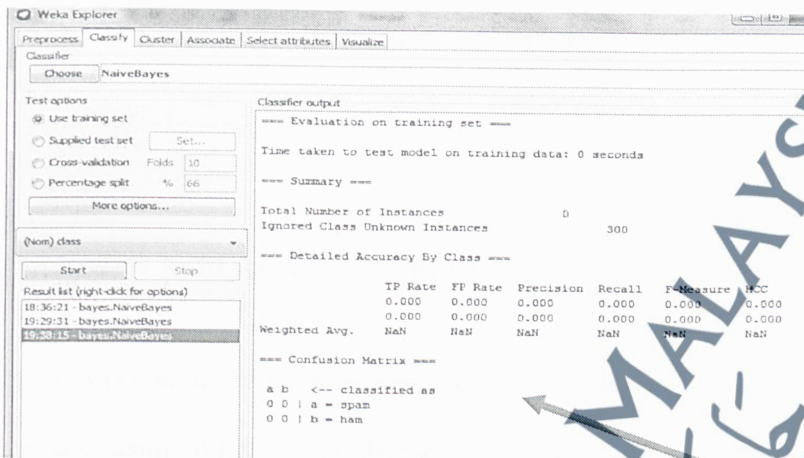 Weka Explorer
Preprocess Classify Cluster Associate Select attributes Visualize
Classifier
Choose NaiveBayes
Test options
Use training set
Supplied test set Set...
Cross-validation Folds 10
Percentage split % 66
More options...
(Nom) class
Start Stop
Result list (right-click for options)
18:36:21 - bayes.NaiveBayes
19:29:31 - bayes.NaiveBayes
19:38:15 - bayes.NaiveBayes
Classifier output
=== Evaluation on training set ===
Time taken to test model on training data: 0 seconds
=== Summary ===
Total Number of Instances 0
Ignored Class Unknown Instances 300
=== Detailed Accuracy By Class ===
TP Rate FP Rate Precision Recall F-Measure MCC
0.000 0.000 0.000 0.000 0.000 0.000
0.000 0.000 0.000 0.000 0.000 0.000
Weighted Avg. NaN NaN NaN NaN NaN NaN
=== Confusion Matrix ===
a b <-- classified as
0 0 | a = spam
0 0 | b = ham
MALAYS